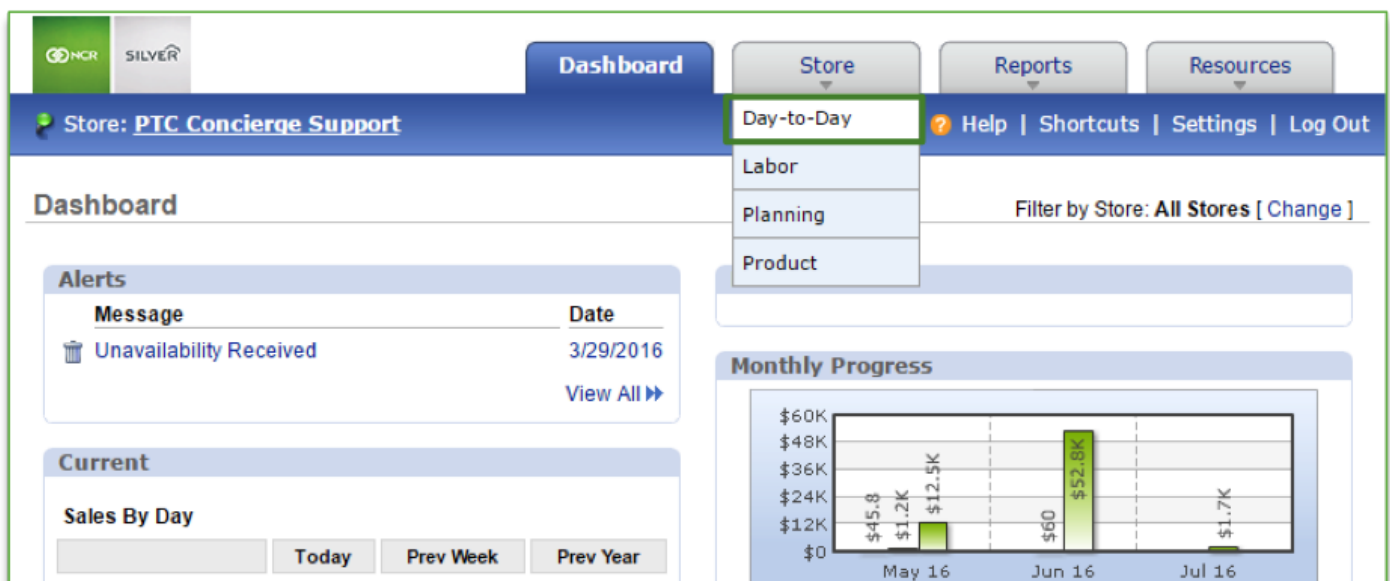 NCR SILVER
Dashboard Store Reports Resources
Store: PTC Concierge Support
Help | Shortcuts | Settings | Log Out
Day-to-Day
Labor
Planning
Product
Dashboard
Filter by Store: All Stores [ Change ]
Alerts
Message Date
Unavailability Received 3/29/2016
View All
Current
Sales By Day
Today Prev Week Prev Year
Monthly Progress
$60K
$48K
$36K
$24K
$12K
$0
$45.8
$1.2K
$12.5K
$60
$52.8K
$1.7K
May 16 Jun 16 Jul 16